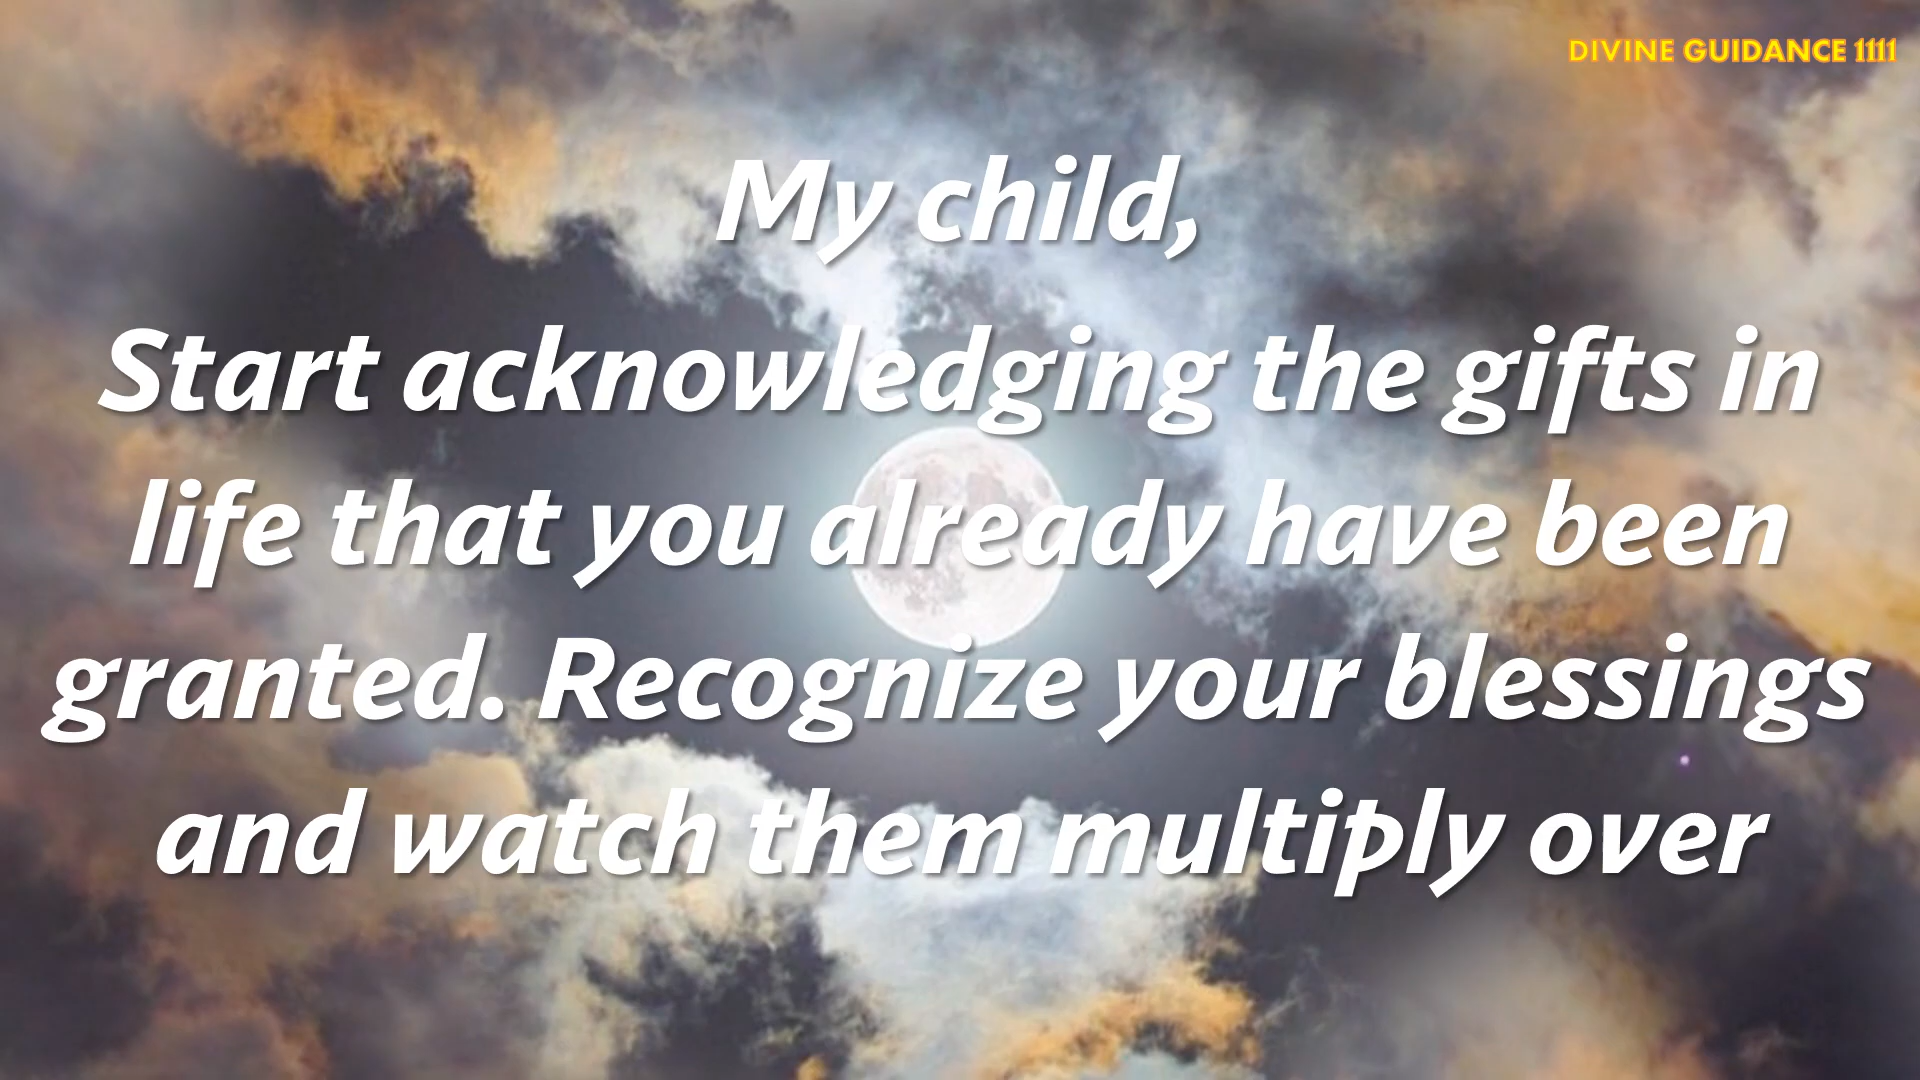 DIVINE GUIDANCE 1111
My child,
Start acknowledging the gifts in
life that you already have been
granted. Recognize your blessings
and watch them multiply over